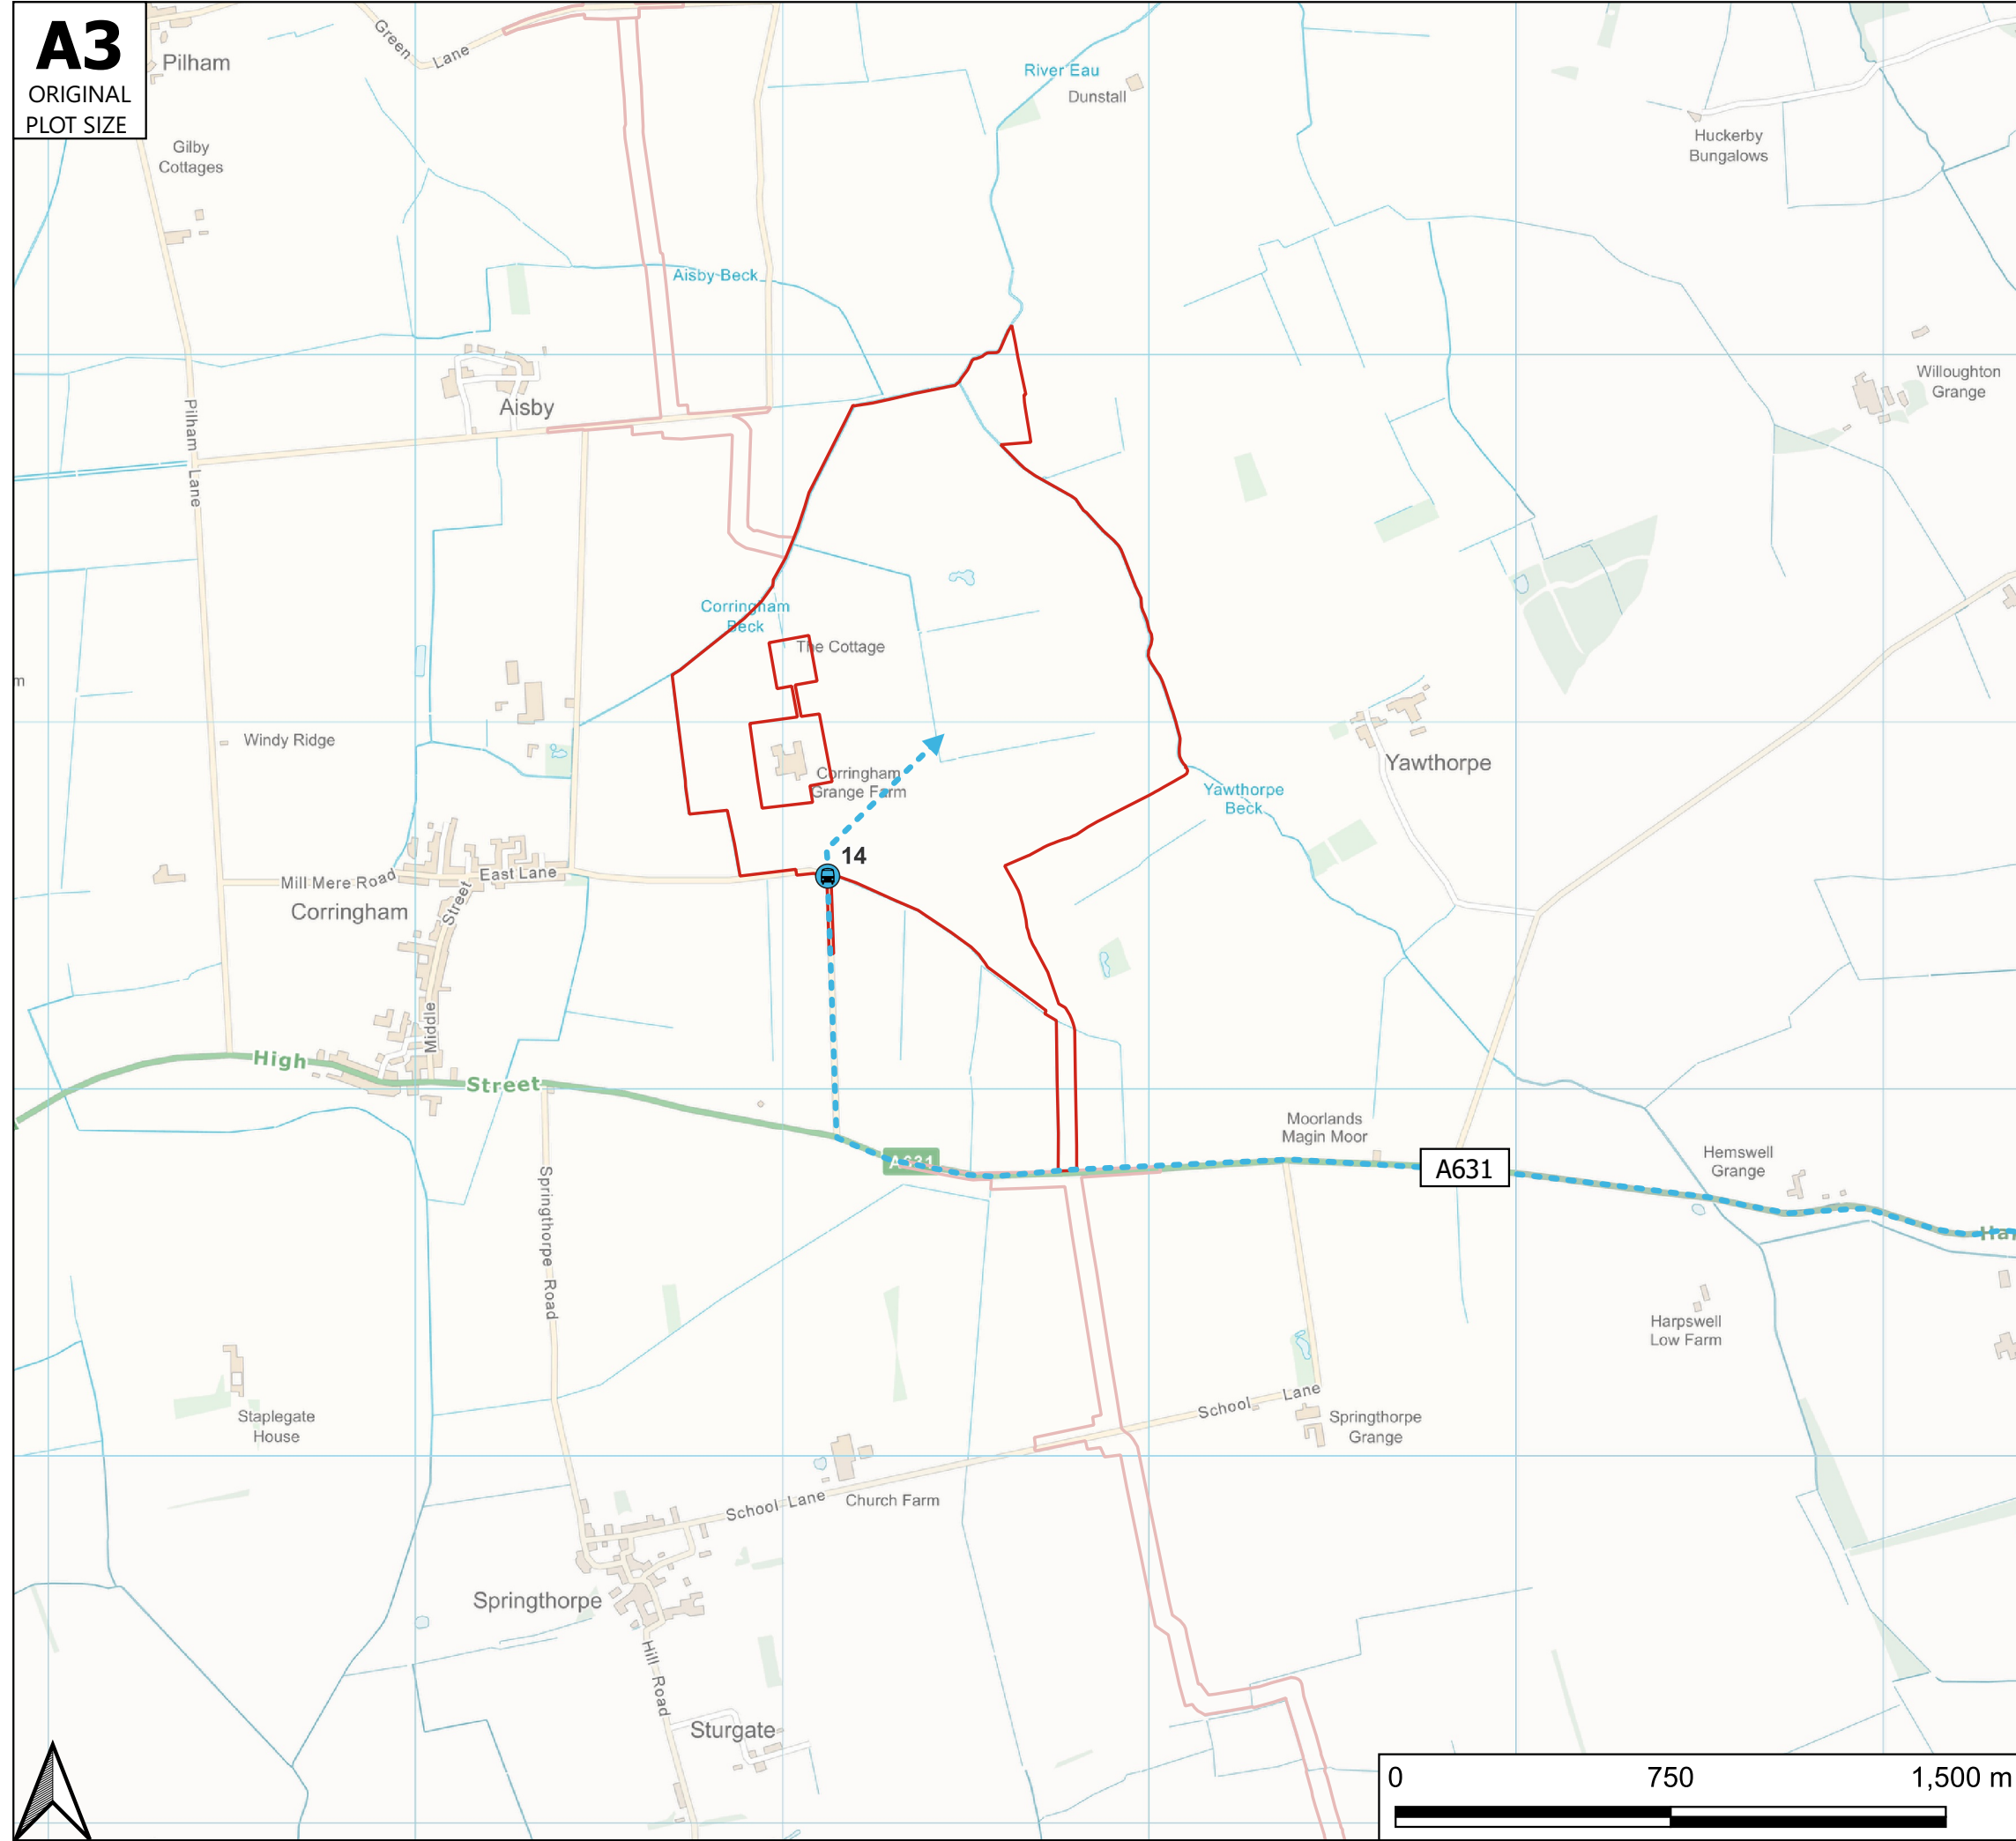 A3
ORIGINAL
PLOT SIZE
Pilham
Green
Lane
River Eau
Dunstall
Huckerby
Bungalows
Gilby
Cottages
Aisby Beck
Willoughton
Grange
Aisby
Pilham
Lane
Corringham
Beck
The Cottage
m
Windy Ridge
Corringham
Grange Farm
Yawthorpe
Yawthorpe
Beck
14
Mill Mere Road
East Lane
Corringham
Street
Middle
High
Street
A631
Moorlands
Magin Moor
A631
Hemswell
Grange
Har
Springthorpe Road
Harpswell
Low Farm
Staplegate
House
School Lane
Springthorpe
Grange
School Lane
Church Farm
Springthorpe
Hill Road
Sturgate
0 750 1,500 m